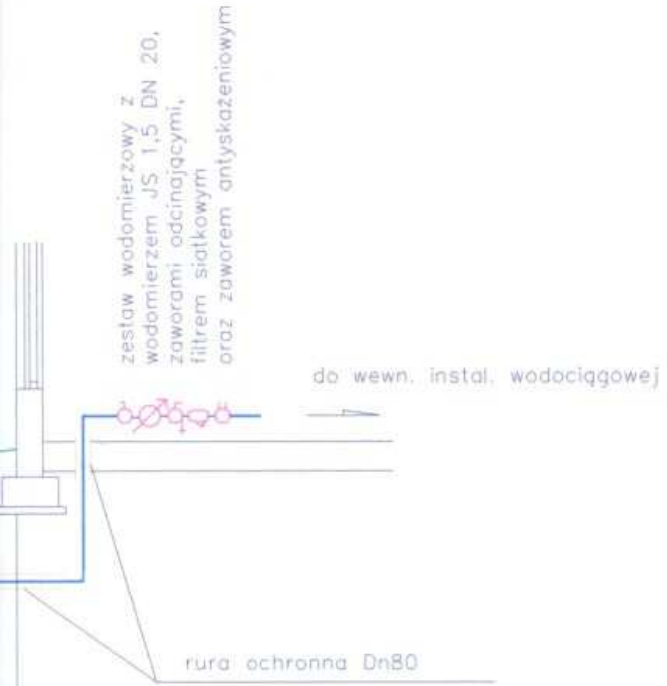 zestaw wodomierzowy z
wodomierzem JS 1,5 DN 20,
zaworami odcinającymi,
filtrem siatkowym
oraz zaworem antyskażeniowym
do wewn. instal. wodociągowej
rura ochronna Dn80